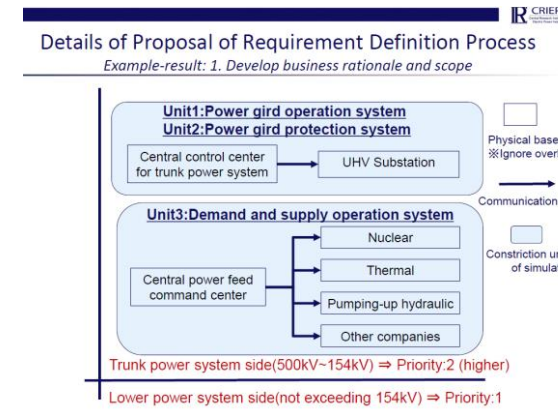 CRIEP
Details of Proposal of Requirement Definition Process
Example-result: 1. Develop business rationale and scope
Unit1:Power gird operation system
Unit2:Power gird protection system
Central control center
for trunk power system
UHV Substation
Physical base
※Ignore over
Communication
Unit3:Demand and supply operation system
Constriction un
of simulat
Central power feed
command center
Nuclear
Thermal
Pumping-up hydraulic
Other companies
Trunk power system side(500kV~154kV) ⇒ Priority:2 (higher)
Lower power system side(not exceeding 154kV) ⇒ Priority:1